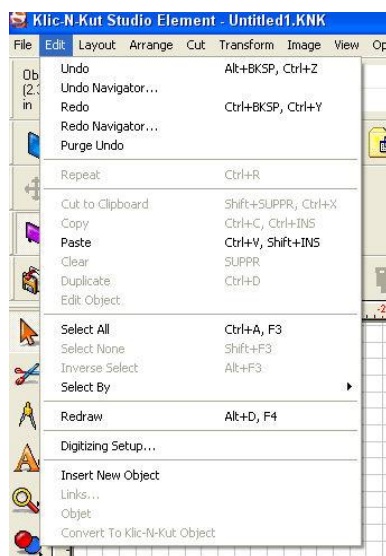 Klic-N-Kut Studio Element - Untitled1.KNK
File Edit Layout Arrange Cut Transform Image View Op
Ob
(2.
in
Undo Alt+BKSP, Ctrl+Z
Undo Navigator...
Redo Ctrl+BKSP, Ctrl+Y
Redo Navigator...
Purge Undo
Repeat Ctrl+R
Cut to Clipboard Shift+SUPPR, Ctrl+X
Copy Ctrl+C, Ctrl+INS
Paste Ctrl+V, Shift+INS
Clear SUPPR
Duplicate Ctrl+D
Edit Object
Select All Ctrl+A, F3
Select None Shift+F3
Inverse Select Alt+F3
Select By
Redraw Alt+D, F4
Digitizing Setup...
Insert New Object
Links...
Objet
Convert To Klic-N-Kut Object